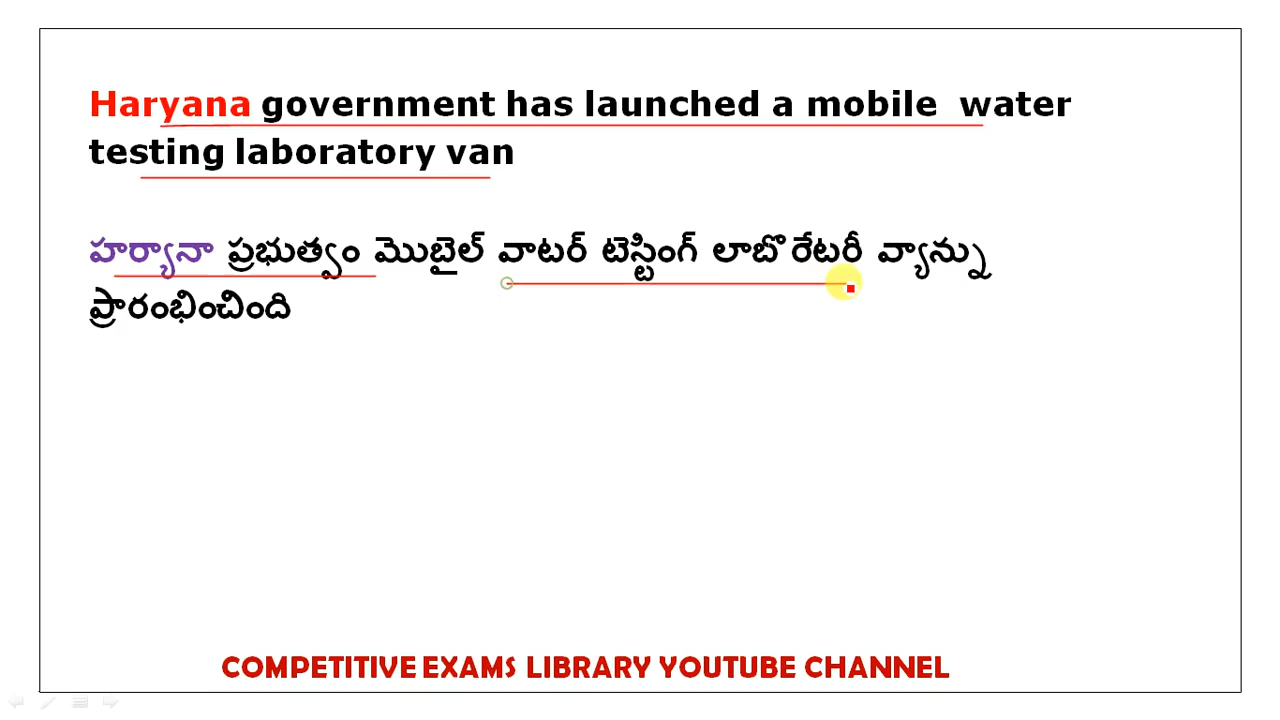 Haryana government has launched a mobile water
testing laboratory van
హర్యానా ప్రభుత్వం మొబైల్ వాటర్ టెస్టింగ్ లాబొరేటరీ వ్యాన్ను
ప్రారంభించింది
COMPETITIVE EXAMS LIBRARY YOUTUBE CHANNEL